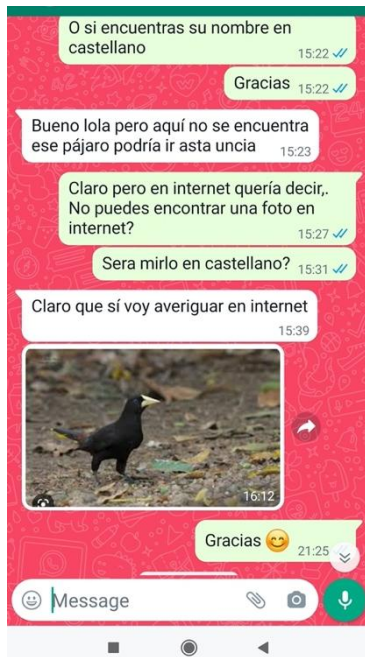 O si encuentras su nombre en
castellano
15:22
Gracias 15:22
Bueno lola pero aquí no se encuentra
ese pájaro podría ir asta uncia 15:23
Claro pero en internet quería decir,.
No puedes encontrar una foto en
internet?
15:27
Sera mirlo en castellano? 15:31
Claro que sí voy averiguar en internet
15:39
16:12
Gracias 😊 21:25
Message